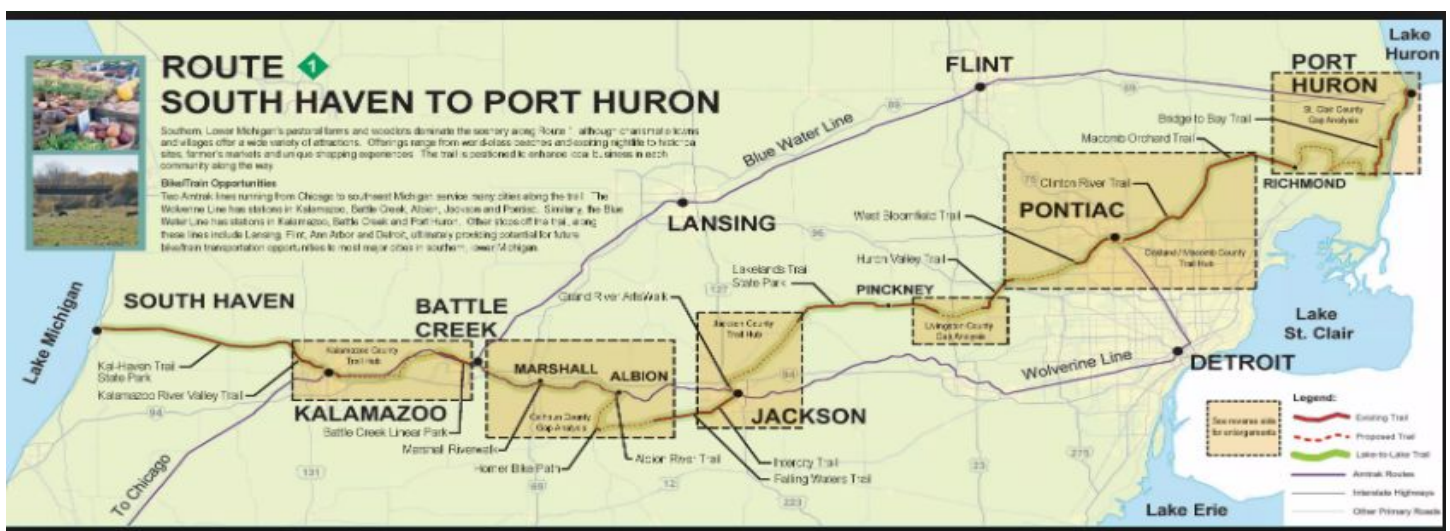 ROUTE 1
SOUTH HAVEN TO PORT HURON
Southern, Lower Michigan's pastoral farms and woodlots dominate the scenery along Route 1, although charismatic towns
and villages offer a wide variety of attractions. Offerings range from world-class beaches and exciting nightlife to historical
sites, farmer's markets and unique shopping experiences. The trail is positioned to enhance local business in each
community along the way.
Bike/Train Opportunities
Two Amtrak lines running from Chicago to southeast Michigan service many cities along the trail. The
Wolverine Line has stations in Kalamazoo, Battle Creek, Albion, Jackson and Pontiac. Similarly, the Blue
Water Line has stations in Kalamazoo, Battle Creek and Port Huron. Other stops off the trail, along
these lines include Lansing, Flint, Ann Arbor and Detroit, ultimately providing potential for future
bike/train transportation opportunities to most major cities in southern, lower Michigan.
Lake
Huron
FLINT
PORT
HURON
69
69
St. Clair County
Gap Analysis
Bridge to Bay Trail
Macomb Orchard Trail
Blue Water Line
75
Clinton River Trail
RICHMOND
LANSING
West Bloomfield Trail
PONTIAC
96
Oakland / Macomb County
Trail Hub
Huron Valley Trail
Lakelands Trail
State Park
127
PINCKNEY
Grand River ArtsWalk
SOUTH HAVEN
BATTLE
CREEK
Jackson County
Trail Hub
Livingston County
Gap Analysis
Lake
St. Clair
Lake Michigan
Kalamazoo County
Trail Hub
Wolverine Line
DETROIT
Kal-Haven Trail
State Park
MARSHALL
ALBION
94
Kalamazoo River Valley Trail
94
KALAMAZOO
Calhoun County
Gap Analysis
JACKSON
Battle Creek Linear Park
Marshall Riverwalk
Homer Bike Path
Albion River Trail
Intercity Trail
Falling Waters Trail
To Chicago
131
69
12
223
23
275
Lake Erie
See reverse side
for enlargements
Legend:
Existing Trail
Proposed Trail
Lake-to-Lake Trail
Amtrak Routes
Interstate Highways
Other Primary Roads